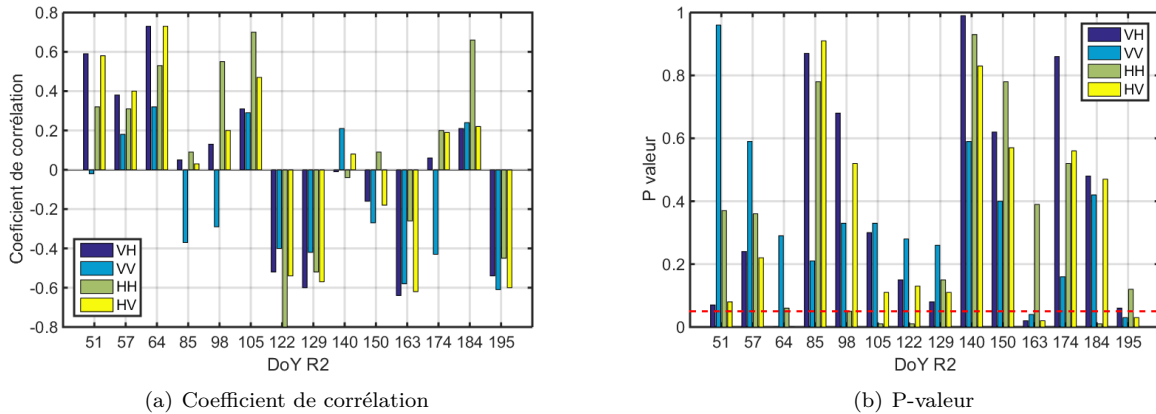 Coeficient de corrélation
0.8
0.6
0.4
0.2
0
-0.2
-0.4
-0.6
-0.8
VH
VV
HH
HV
51 57 64 85 98 105 122 129 140 150 163 174 184 195
DoY R2
(a) Coefficient de corrélation
P valeur
1
0.8
0.6
0.4
0.2
0
VH
VV
HH
HV
51 57 64 85 98 105 122 129 140 150 163 174 184 195
DoY R2
(b) P-valeur